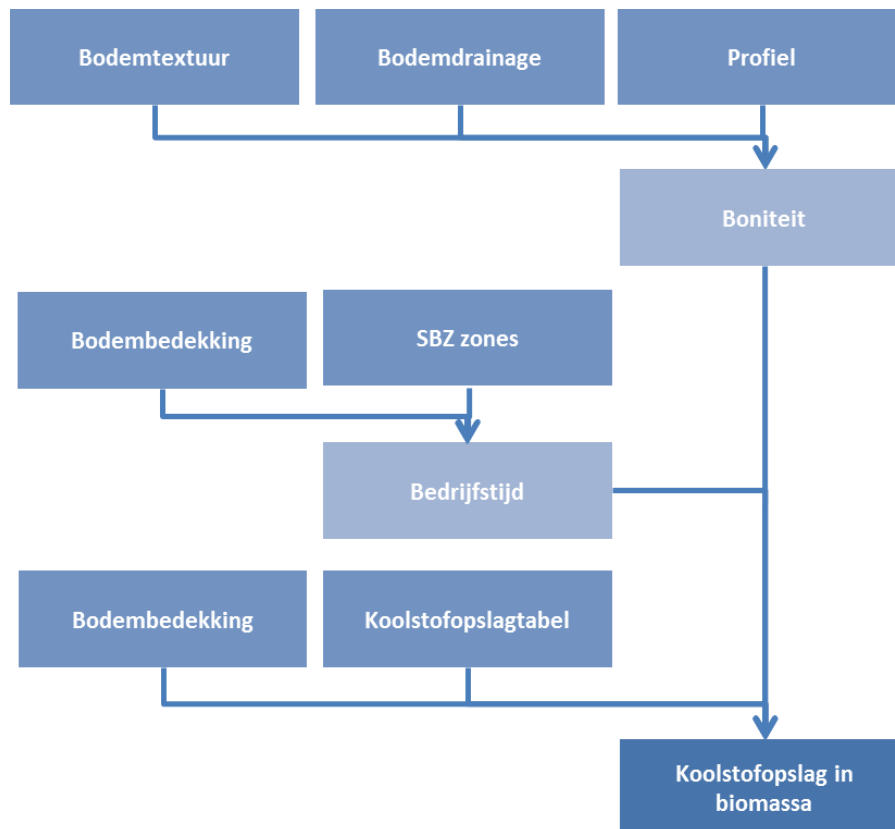 Bodemtextuur
Bodemdrainage
Profiel
Boniteit
Bodembedekking
SBZ zones
Bedrijfstijd
Bodembedekking
Koolstofopslagtabel
Koolstofopslag in
biomassa